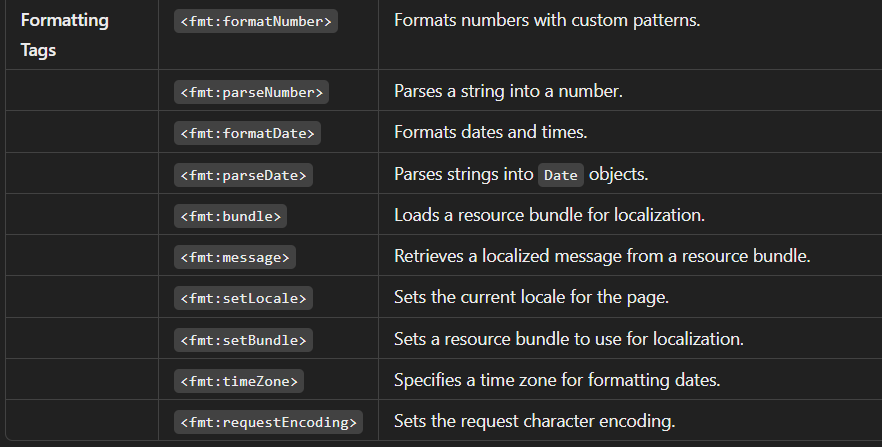 Formatting Tags <fmt:formatNumber> Formats numbers with custom patterns.
<fmt:parseNumber> Parses a string into a number.
<fmt:formatDate> Formats dates and times.
<fmt:parseDate> Parses strings into Date objects.
<fmt:bundle> Loads a resource bundle for localization.
<fmt:message> Retrieves a localized message from a resource bundle.
<fmt:setLocale> Sets the current locale for the page.
<fmt:setBundle> Sets a resource bundle to use for localization.
<fmt:timeZone> Specifies a time zone for formatting dates.
<fmt:requestEncoding> Sets the request character encoding.